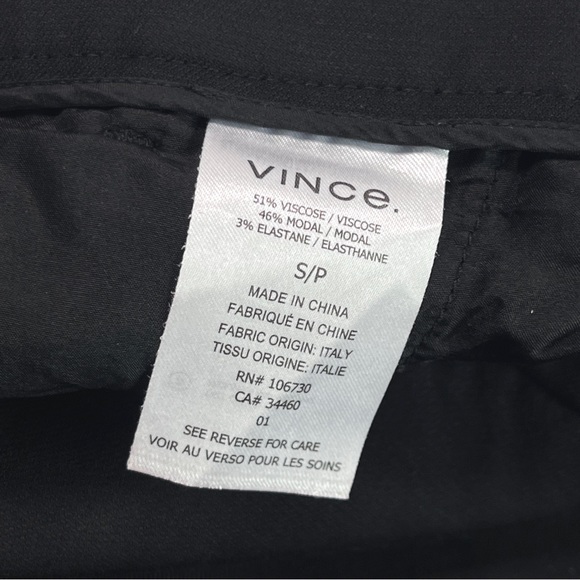 VINCE.
51% VISCOSE / VISCOSE
46% MODAL / MODAL
3% ELASTANE / ELASTHANNE
S/P
MADE IN CHINA
FABRIQUÉ EN CHINE
FABRIC ORIGIN: ITALY
TISSU ORIGINE: ITALIE
RN# 106730
CA# 34460
01
SEE REVERSE FOR CARE
VOIR AU VERSO POUR LES SOINS